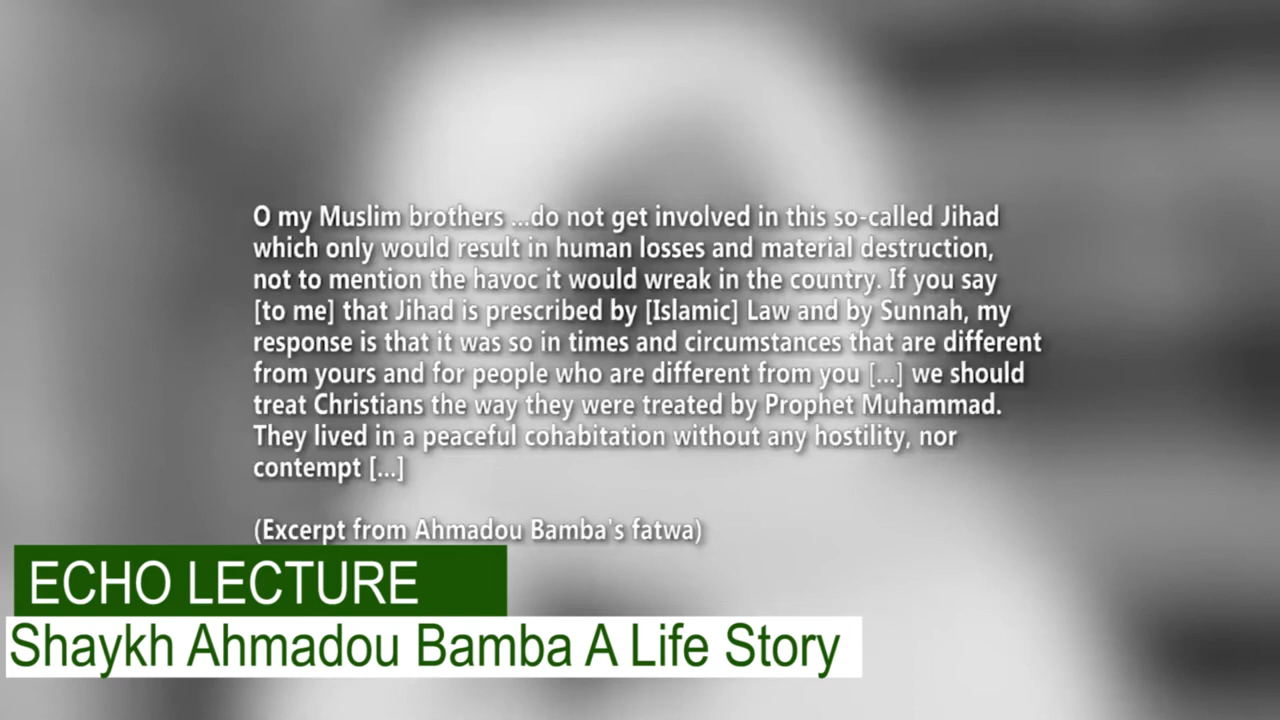 O my Muslim brothers ...do not get involved in this so-called Jihad
which only would result in human losses and material destruction,
not to mention the havoc it would wreak in the country. If you say
[to me] that Jihad is prescribed by [Islamic] Law and by Sunnah, my
response is that it was so in times and circumstances that are different
from yours and for people who are different from you [...] we should
treat Christians the way they were treated by Prophet Muhammad.
They lived in a peaceful cohabitation without any hostility, nor
contempt [...]
(Excerpt from Ahmadou Bamba's fatwa)
ECHO LECTURE
Shaykh Ahmadou Bamba A Life Story